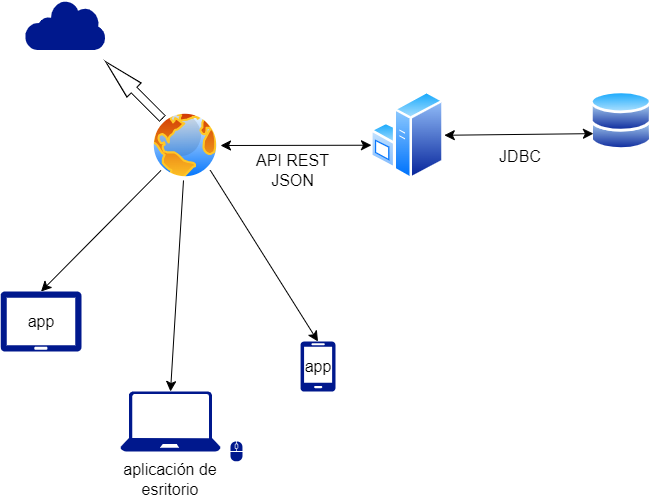 API REST
JSON
JDBC
app
app
aplicación de
esritorio